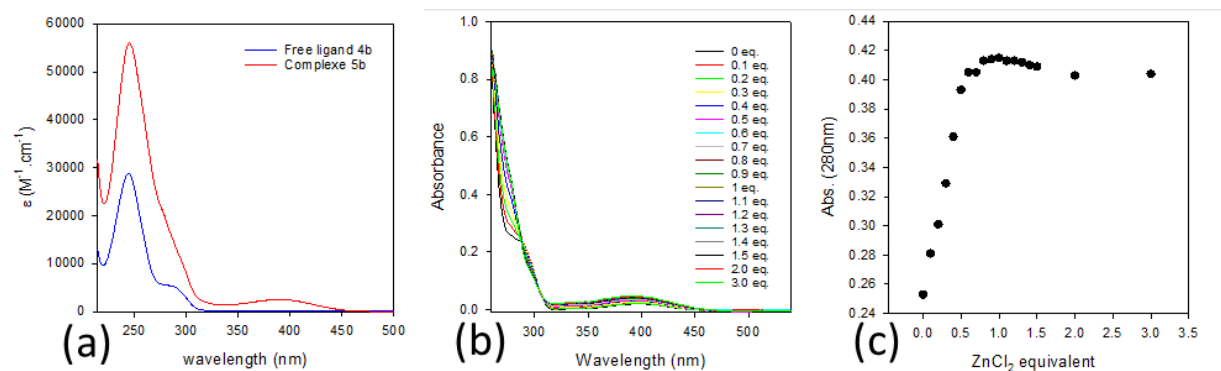 60000
50000
40000
30000
20000
10000
0
ε (M⁻¹.cm⁻¹)
Free ligand 4b
Complexe 5b
250 300 350 400 450 500
wavelength (nm)
(a)
1.0
0.8
0.6
0.4
0.2
0.0
Absorbance
0 eq.
0.1 eq.
0.2 eq.
0.3 eq.
0.4 eq.
0.5 eq.
0.6 eq.
0.7 eq.
0.8 eq.
0.9 eq.
1 eq.
1.1 eq.
1.2 eq.
1.3 eq.
1.4 eq.
1.5 eq.
2.0 eq.
3.0 eq.
300 400 500
Wavelength (nm)
(b)
0.44
0.42
0.40
0.38
0.36
0.34
0.32
0.30
0.28
0.26
0.24
Abs. (280nm)
0.0 0.5 1.0 1.5 2.0 2.5 3.0 3.5
ZnCl₂ equivalent
(c)